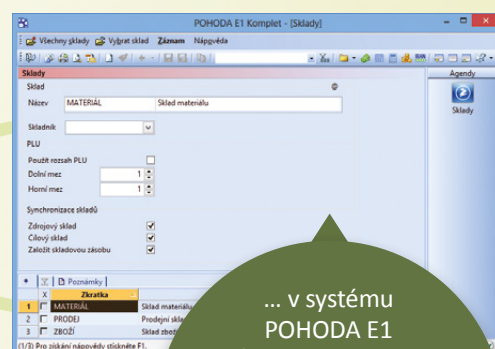 POHODA E1 Komplet - [Sklady]
Všechny sklady Vybrat sklad Záznam Nápověda
Sklady
Agendy
Sklad
@
Název MATERIÁL Sklad materiálu
Sklady
Skladník
PLU
Použít rozsah PLU
Dolní mez 1
Horní mez 1
Synchronizace skladů
Zdrojový sklad
Cílový sklad
Založit skladovou zásobu
Poznámky
X Zkratka
1 MATERIÁL Sklad materiálu
2 PRODEJ Prodejní skla
3 ZBOŽÍ Sklad zbož
(1/3) Pro získání nápovědy stiskněte F1.
... v systému
POHODA E1